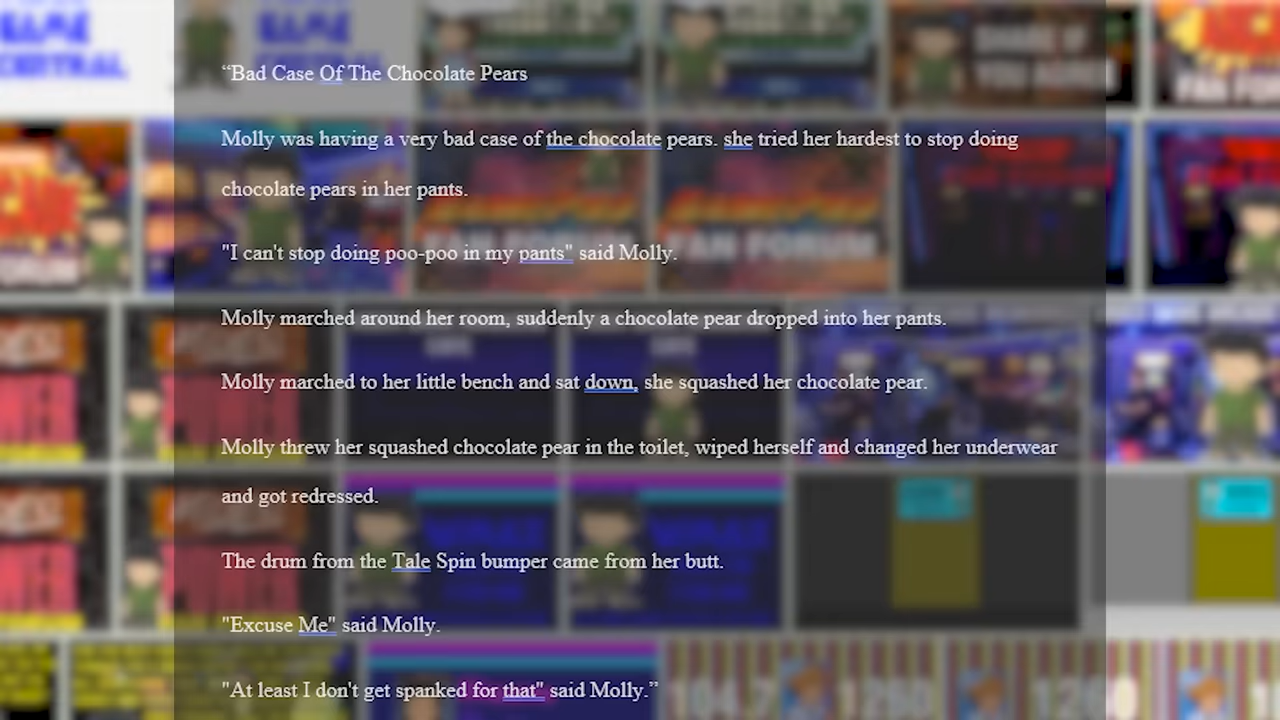 “Bad Case Of The Chocolate Pears
Molly was having a very bad case of the chocolate pears. she tried her hardest to stop doing
chocolate pears in her pants.
"I can't stop doing poo-poo in my pants" said Molly.
Molly marched around her room, suddenly a chocolate pear dropped into her pants.
Molly marched to her little bench and sat down, she squashed her chocolate pear.
Molly threw her squashed chocolate pear in the toilet, wiped herself and changed her underwear
and got redressed.
The drum from the Tale Spin bumper came from her butt.
"Excuse Me" said Molly.
"At least I don't get spanked for that" said Molly.”